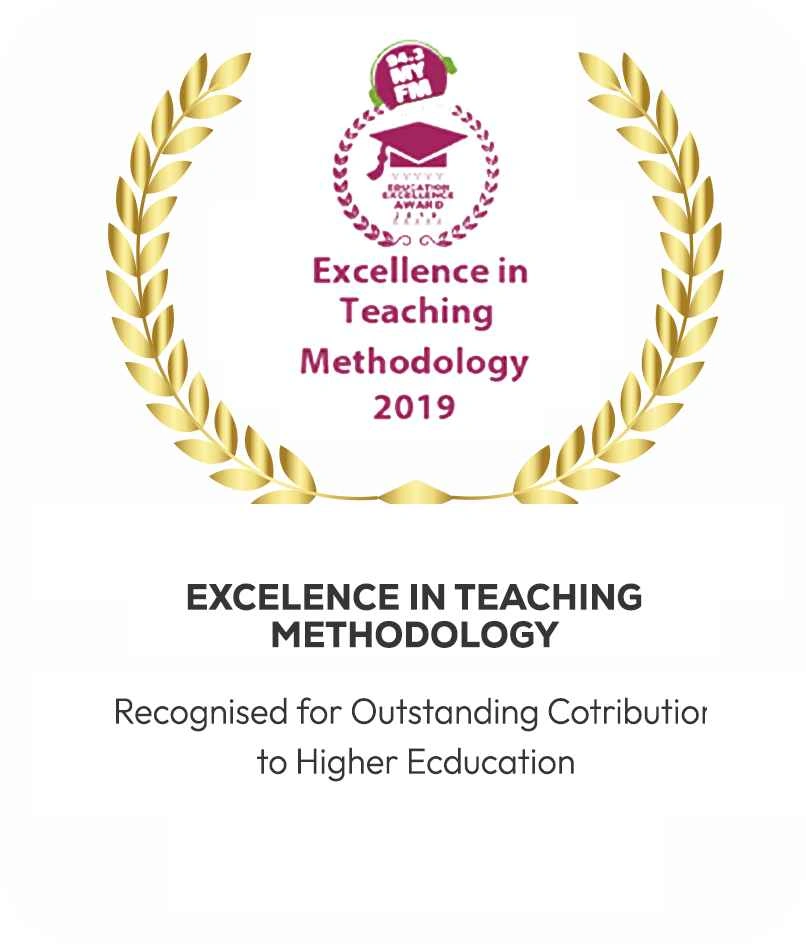 94.3
MY
FM
EDUCATION
EXCELLENCE
AWARD
Excellence in
Teaching
Methodology
2019
EXCELENCE IN TEACHING
METHODOLOGY
Recognised for Outstanding Cotribution
to Higher Ecducation